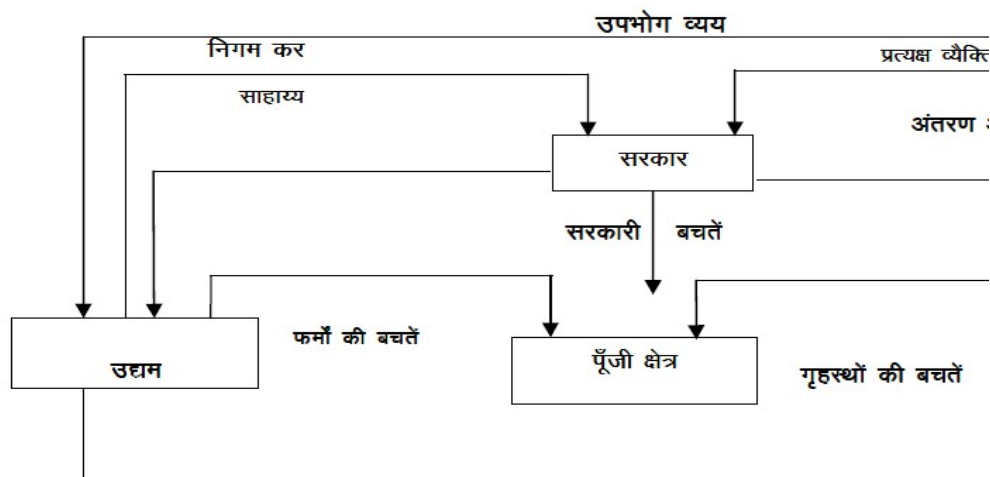 उपभोग व्यय
निगम कर
प्रत्यक्ष व्यैक्ति
साहाय्य
अंतरण
सरकार
सरकारी बचतें
फर्मों की बचतें
पूँजी क्षेत्र
उद्यम
गृहस्थों की बचतें